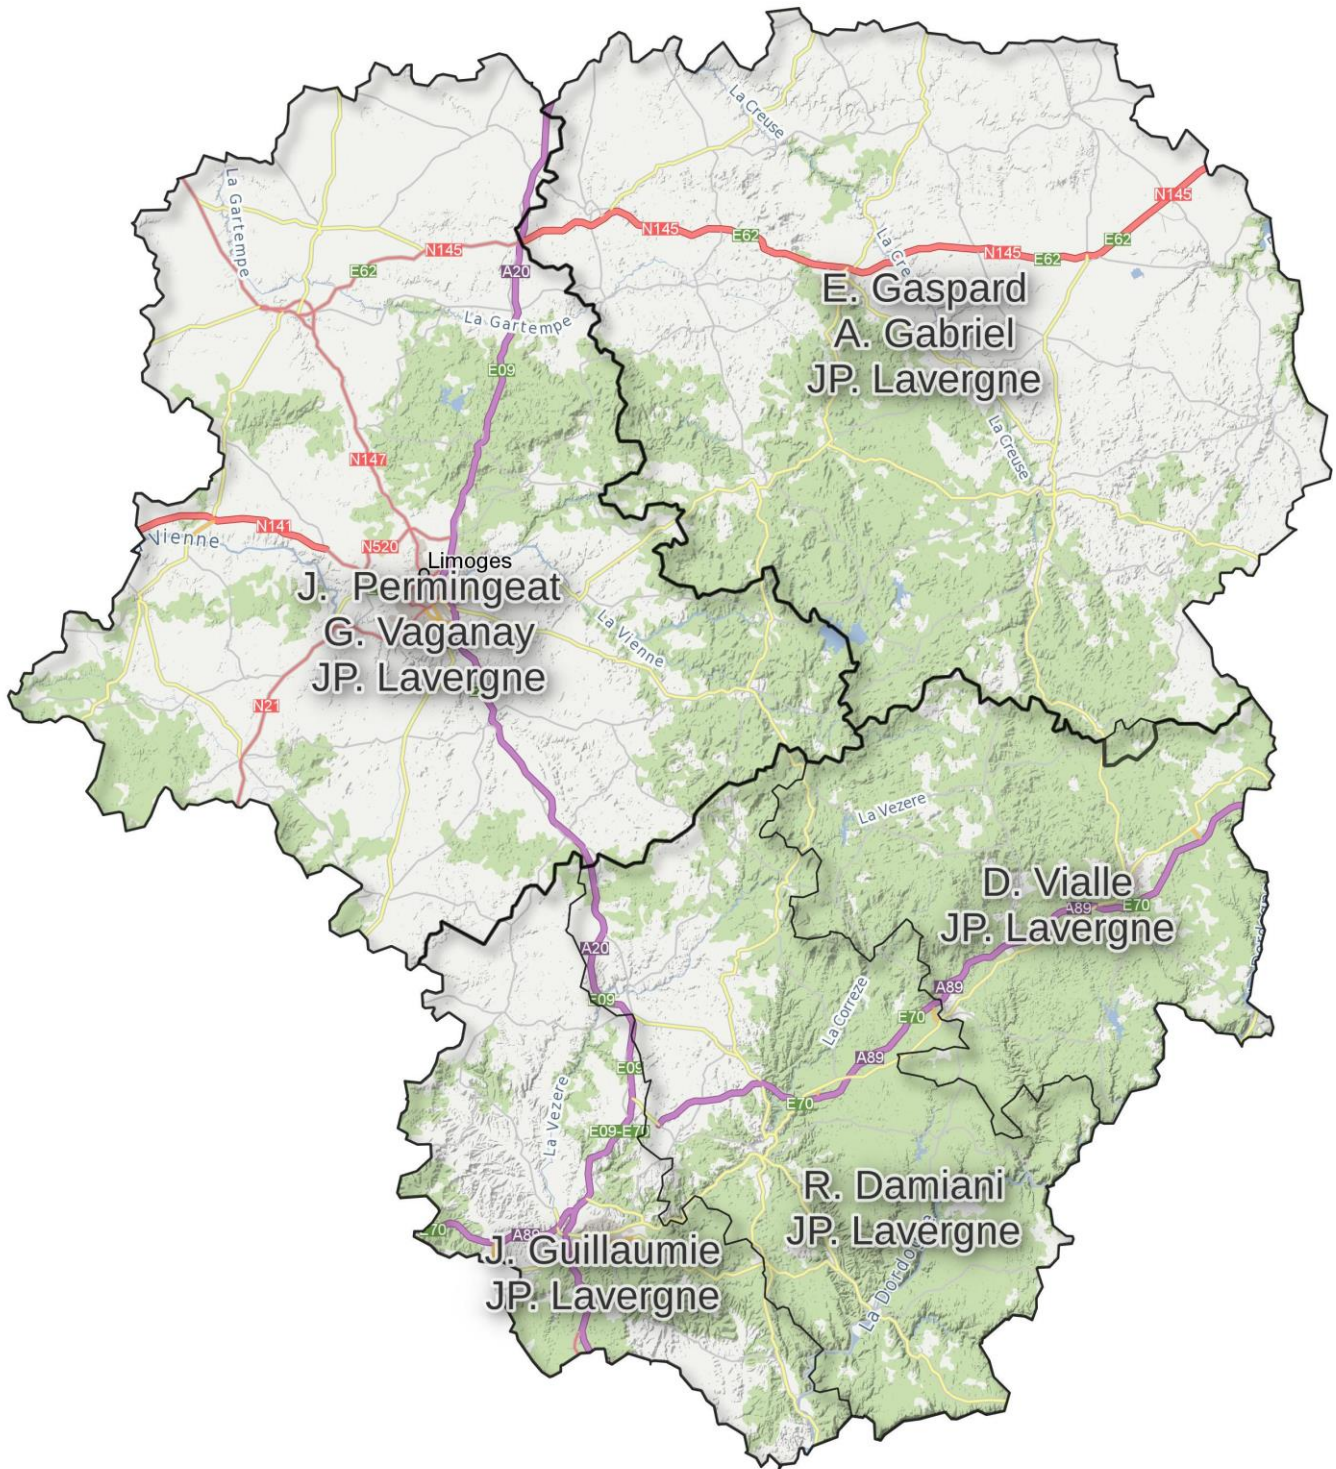 La Creuse
La Gartempe
N145
N145
E62
La Creuse
N145
E62
E62
N145
E62
A20
La Gartempe
E. Gaspard
A. Gabriel
JP. Lavergne
E09
La Creuse
N147
N141
Vienne
N520
Limoges
J. Permingeat
G. Vaganay
JP. Lavergne
La Vienne
N21
La Vezere
D. Vialle
A89
E70
JP. Lavergne
A20
A89
E09
La Correze
E70
A89
E09
La Vezere
E70
E09-E70
R. Damiani
JP. Lavergne
E70
A89
J. Guillaumie
JP. Lavergne